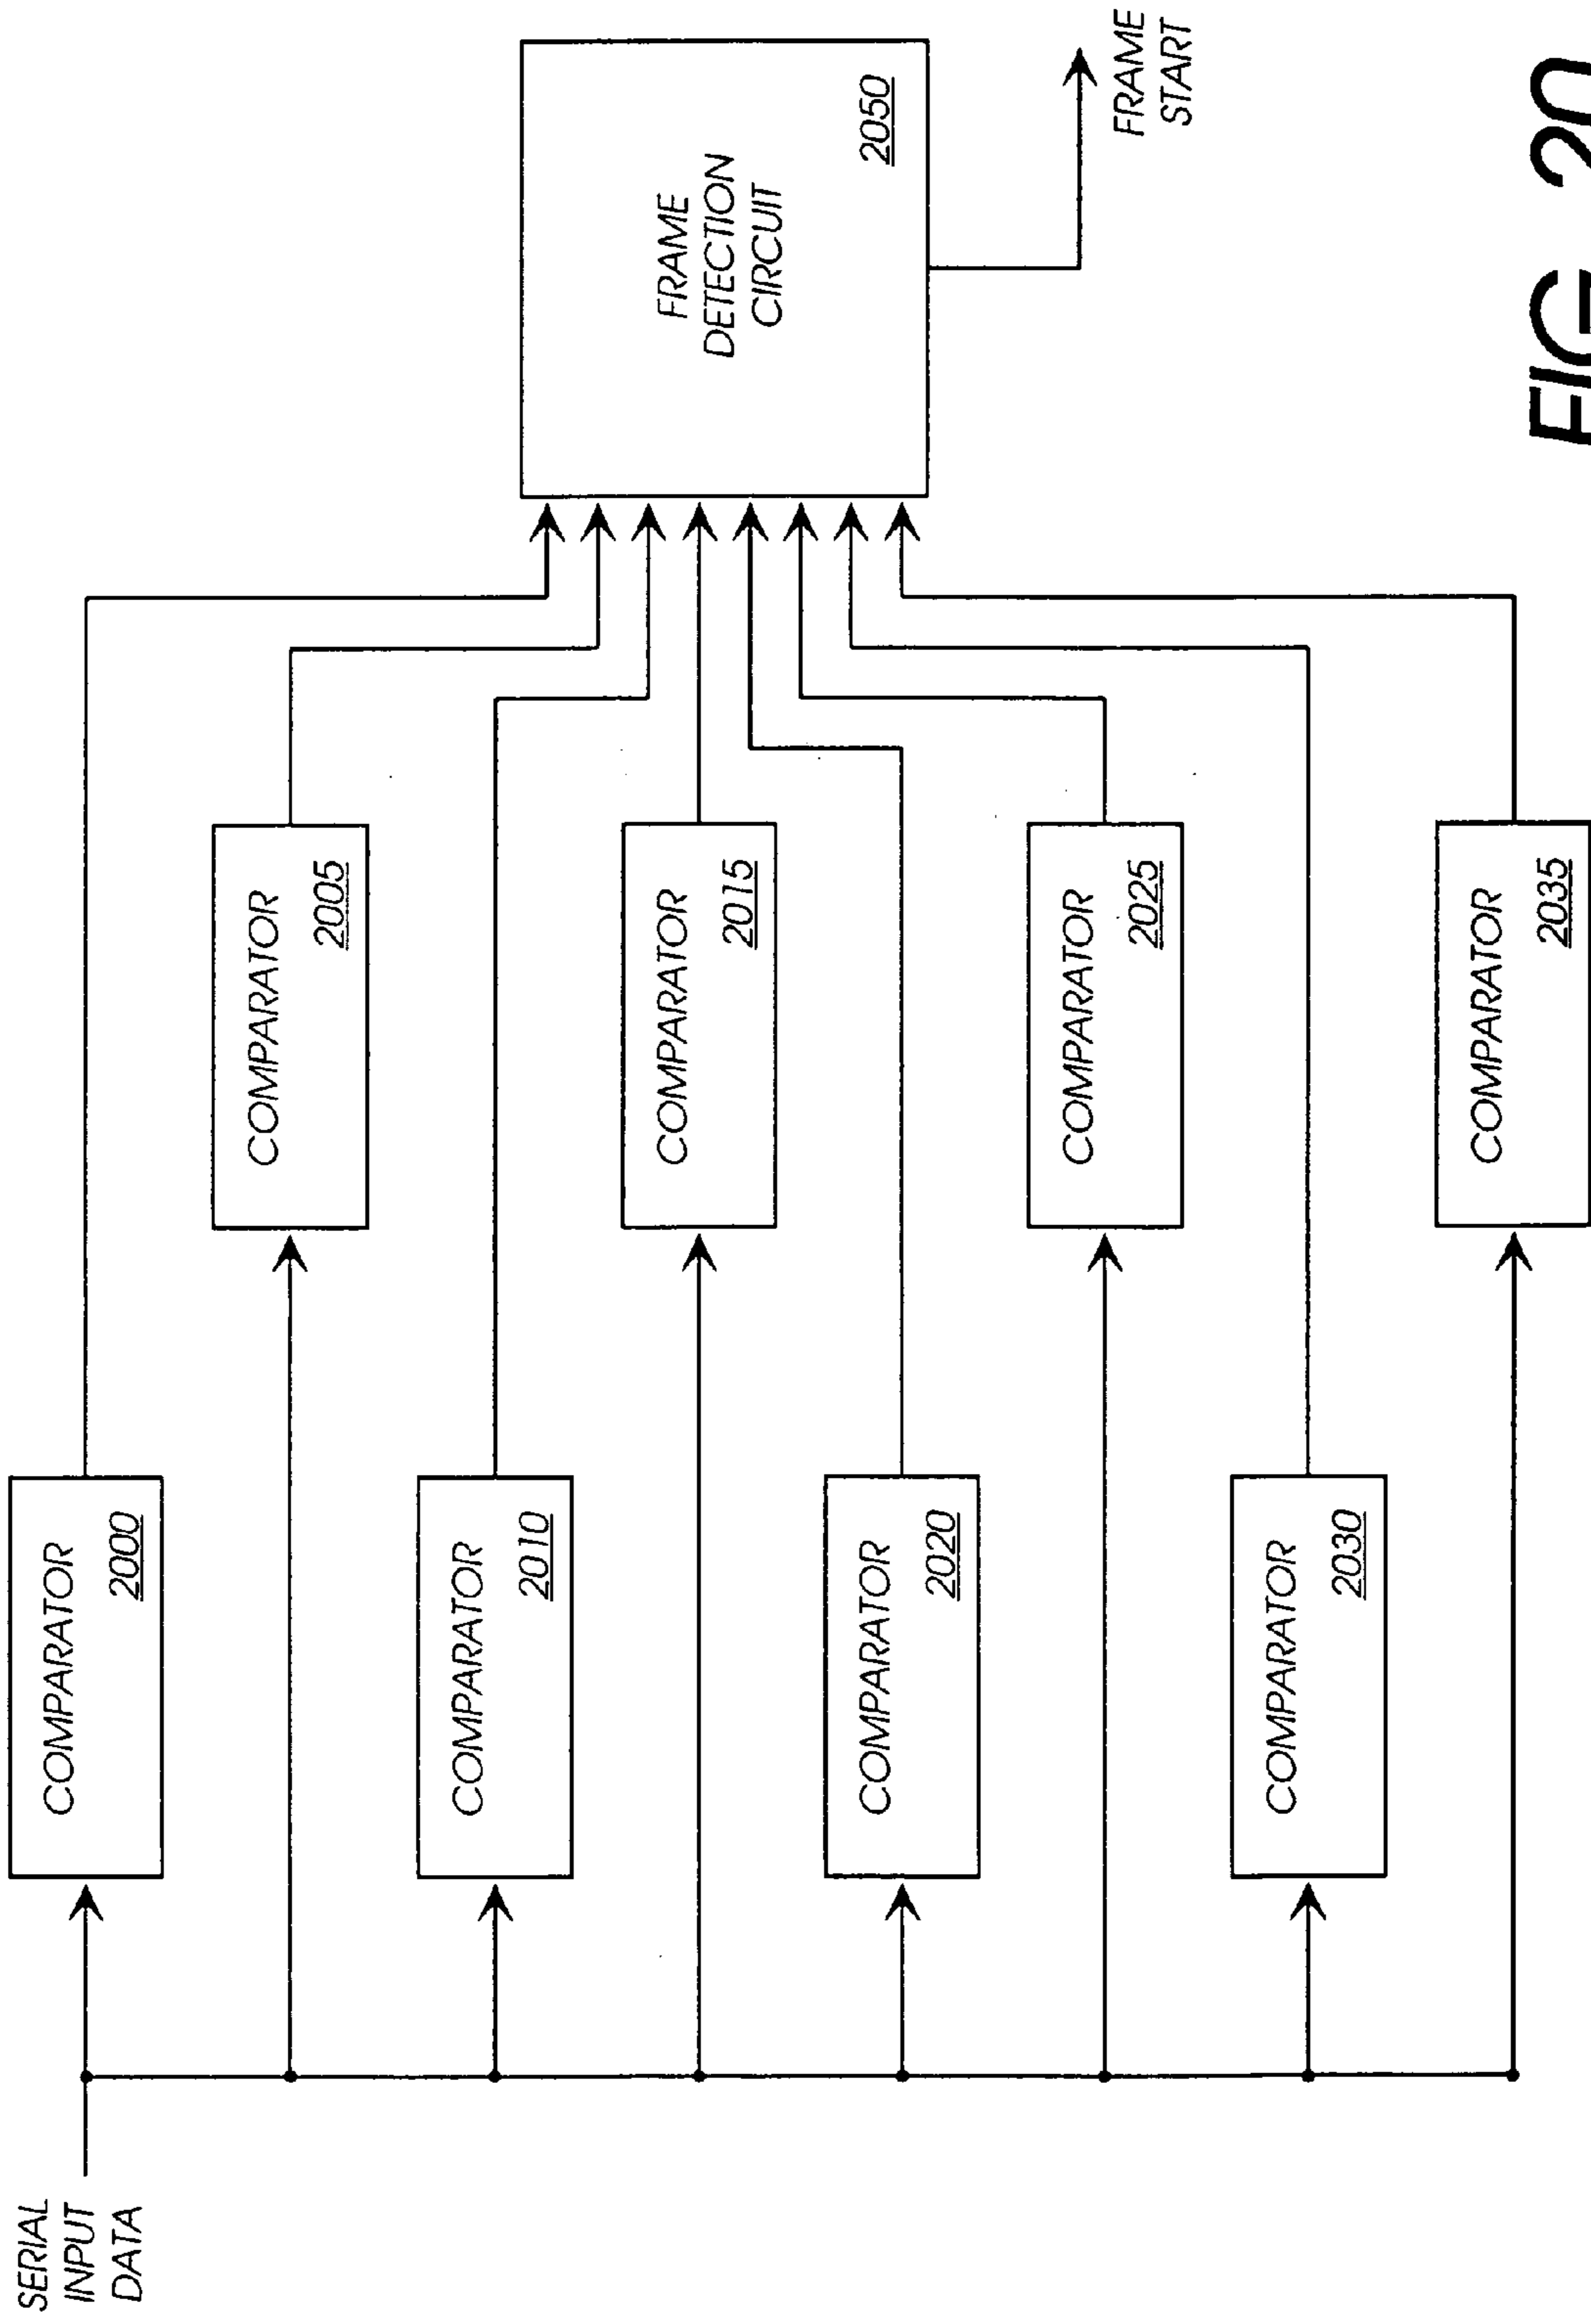 SERIAL
INPUT
DATA
COMPARATOR
2000
COMPARATOR
2005
COMPARATOR
2010
COMPARATOR
2015
COMPARATOR
2020
COMPARATOR
2025
COMPARATOR
2030
COMPARATOR
2035
FRAME
DETECTION
CIRCUIT
2050
FRAME
START
FIG_20